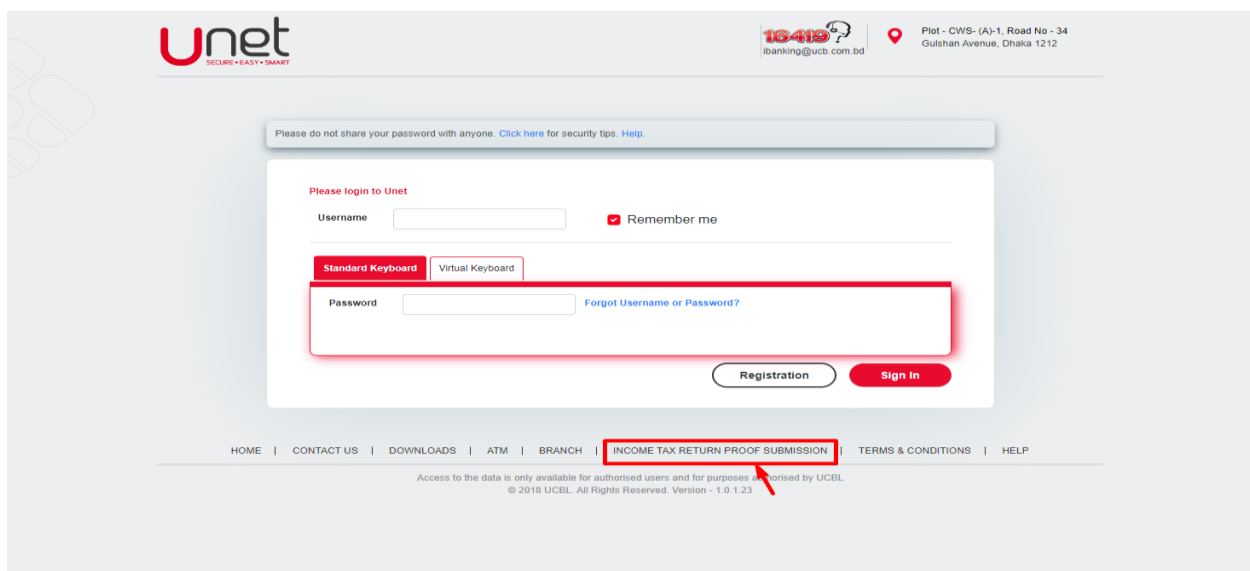 Unet
SECURE • EASY • SMART
16419
ibanking@ucb.com.bd
Plot - CWS- (A)-1, Road No - 34
Gulshan Avenue, Dhaka 1212
Please do not share your password with anyone. Click here for security tips. Help.
Please login to Unet
Username
Remember me
Standard Keyboard Virtual Keyboard
Password Forgot Username or Password?
Registration Sign In
HOME | CONTACT US | DOWNLOADS | ATM | BRANCH | INCOME TAX RETURN PROOF SUBMISSION | TERMS & CONDITIONS | HELP
Access to the data is only available for authorised users and for purposes authorised by UCBL.
© 2018 UCBL. All Rights Reserved. Version - 1.0.1.23